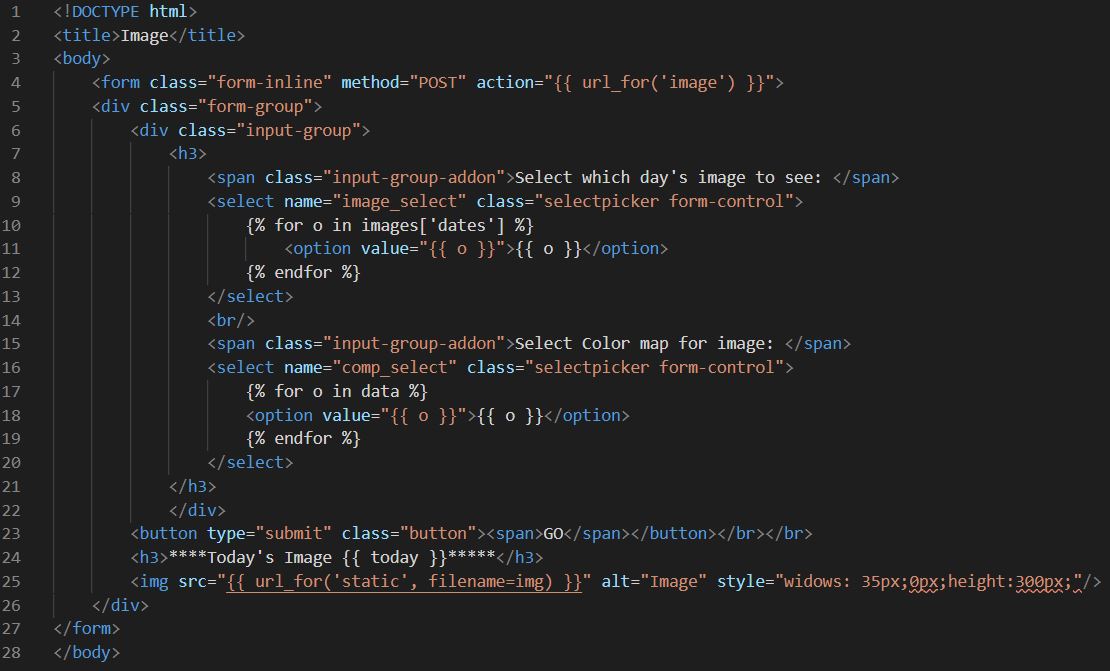 1 <!DOCTYPE html>
2 <title>Image</title>
3 <body>
4 <form class="form-inline" method="POST" action="{{ url_for('image') }}">
5 <div class="form-group">
6 <div class="input-group">
7 <h3>
8 <span class="input-group-addon">Select which day's image to see: </span>
9 <select name="image_select" class="selectpicker form-control">
10 {% for o in images['dates'] %}
11 <option value="{{ o }}">{{ o }}</option>
12 {% endfor %}
13 </select>
14 <br/>
15 <span class="input-group-addon">Select Color map for image: </span>
16 <select name="comp_select" class="selectpicker form-control">
17 {% for o in data %}
18 <option value="{{ o }}">{{ o }}</option>
19 {% endfor %}
20 </select>
21 </h3>
22 </div>
23 <button type="submit" class="button"><span>GO</span></button></br></br>
24 <h3>****Today's Image {{ today }}*****</h3>
25 <img src="{{ url_for('static', filename=img) }}" alt="Image" style="widows: 35px;0px;height:300px;"/>
26 </div>
27 </form>
28 </body>